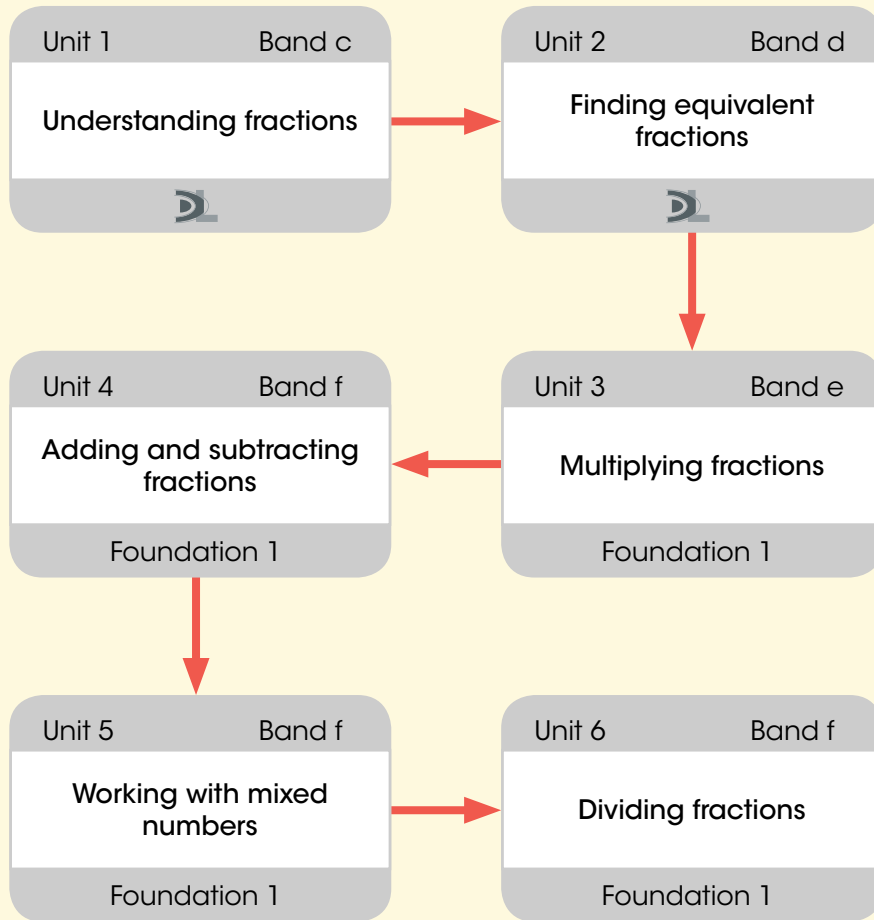 Unit 1 Band c
Understanding fractions
DL
Unit 2 Band d
Finding equivalent
fractions
DL
Unit 3 Band e
Multiplying fractions
Foundation 1
Unit 4 Band f
Adding and subtracting
fractions
Foundation 1
Unit 5 Band f
Working with mixed
numbers
Foundation 1
Unit 6 Band f
Dividing fractions
Foundation 1